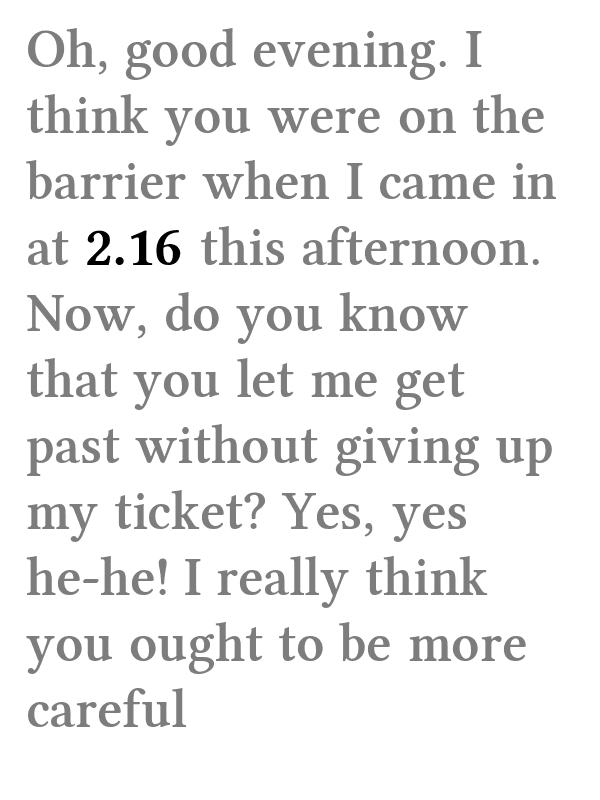 Oh, good evening. I
think you were on the
barrier when I came in
at 2.16 this afternoon.
Now, do you know
that you let me get
past without giving up
my ticket? Yes, yes
he-he! I really think
you ought to be more
careful